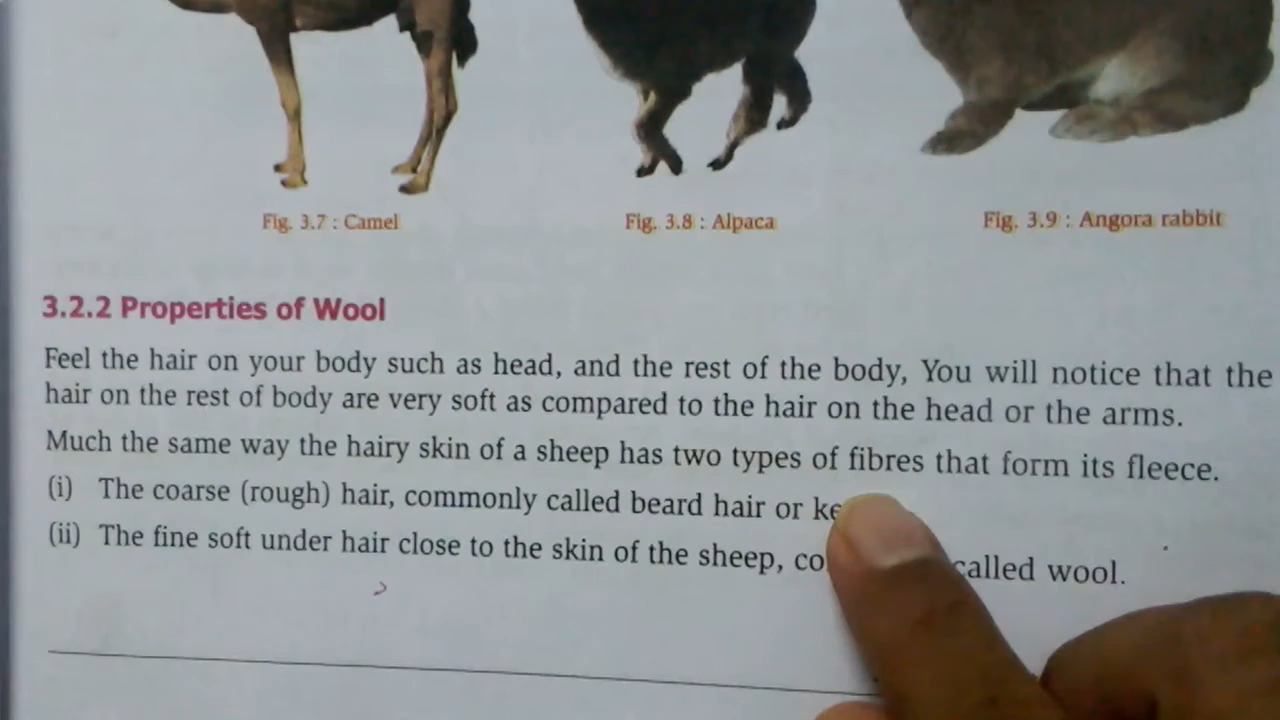 Fig. 3.7 : Camel
Fig. 3.8 : Alpaca
Fig. 3.9 : Angora rabbit
3.2.2 Properties of Wool
Feel the hair on your body such as head, and the rest of the body, You will notice that the
hair on the rest of body are very soft as compared to the hair on the head or the arms.
Much the same way the hairy skin of a sheep has two types of fibres that form its fleece.
(i) The coarse (rough) hair, commonly called beard hair or
(ii) The fine soft under hair close to the skin of the sheep, called wool.